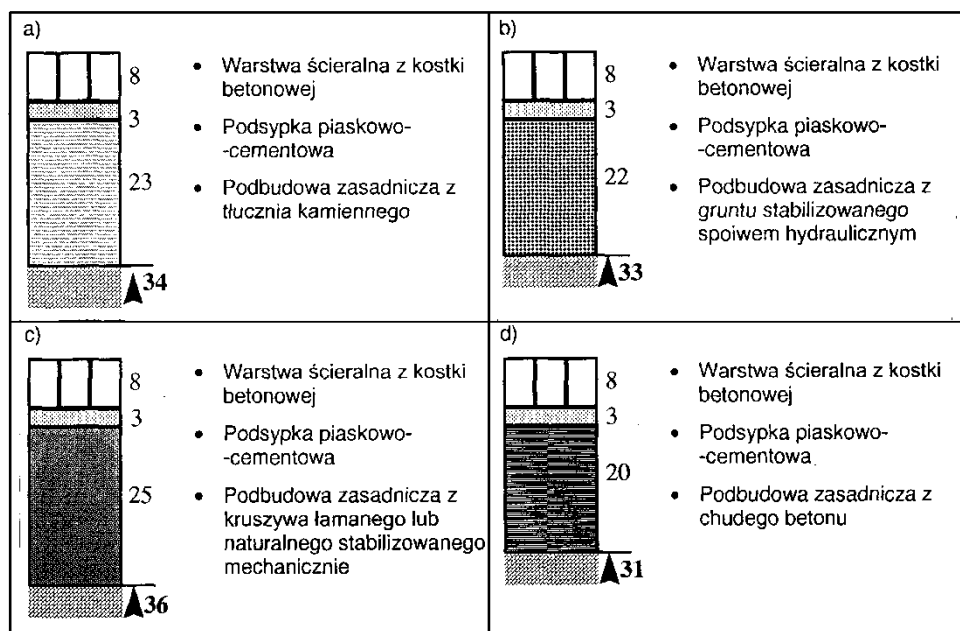 a)
8
3
23
34
• Warstwa ścieralna z kostki
betonowej
• Podsypka piaskowo-
-cementowa
• Podbudowa zasadnicza z
tłucznia kamiennego
b)
8
3
22
33
• Warstwa ścieralna z kostki
betonowej
• Podsypka piaskowo-
-cementowa
• Podbudowa zasadnicza z
gruntu stabilizowanego
spoiwem hydraulicznym
c)
8
3
25
36
• Warstwa ścieralna z kostki
betonowej
• Podsypka piaskowo-
-cementowa
• Podbudowa zasadnicza z
kruszywa łamanego lub
naturalnego stabilizowanego
mechanicznie
d)
8
3
20
31
• Warstwa ścieralna z kostki
betonowej
• Podsypka piaskowo-
-cementowa
• Podbudowa zasadnicza z
chudego betonu